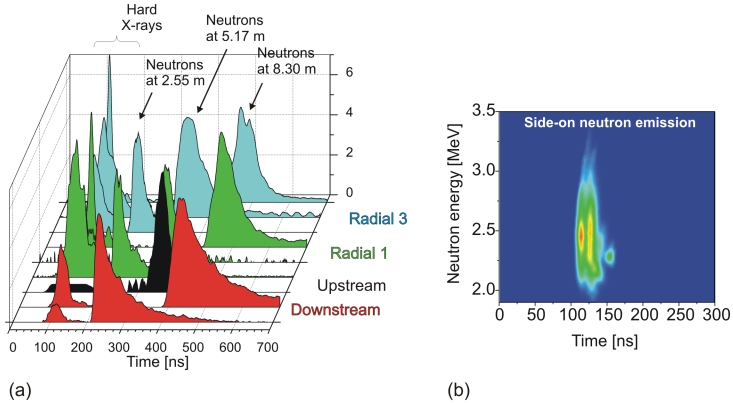 Hard
X-rays
Neutrons
at 5.17 m
Neutrons
at 2.55 m
Neutrons
at 8.30 m
6
4
2
0
Radial 3
Radial 1
Upstream
Downstream
0 100 200 300 400 500 600 700
Time [ns]
(a)
Side-on neutron emission
Neutron energy [MeV]
3.5
3.0
2.5
2.0
0 50 100 150 200 250 300
Time [ns]
(b)